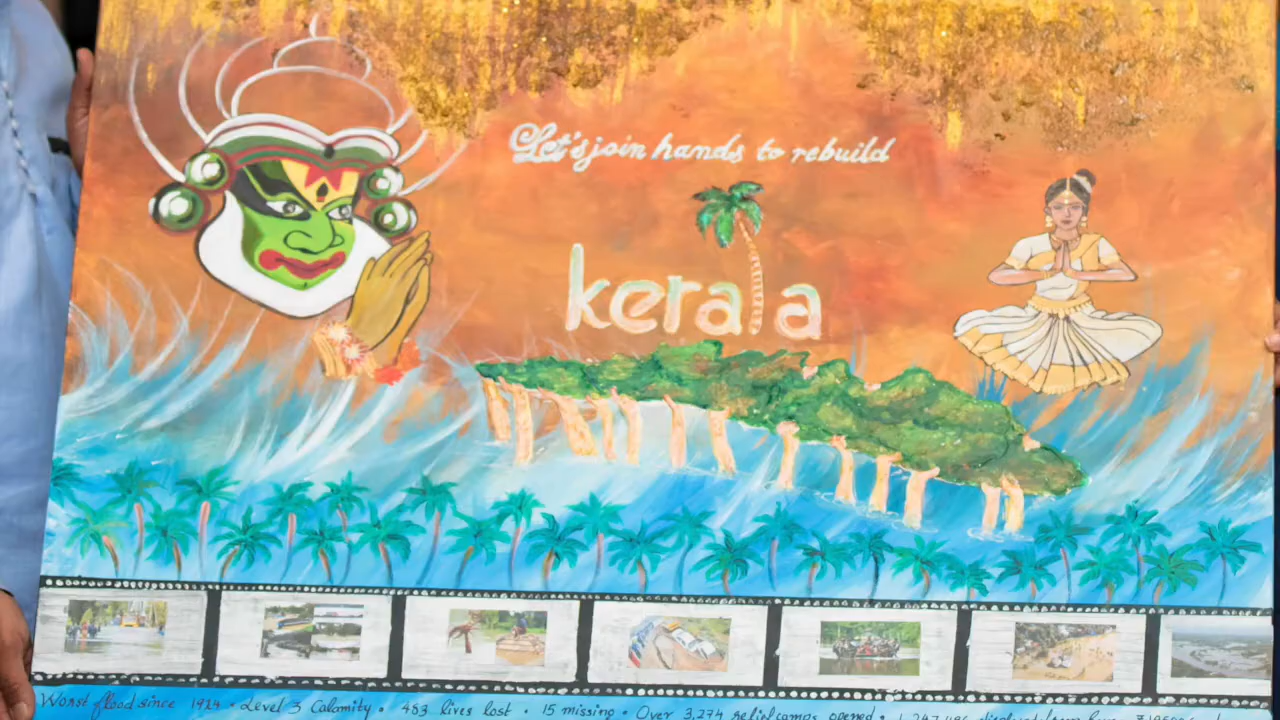 Let's join hands to rebuild
kerala
Worst flood since 1924 • Level 3 Calamity • 483 lives lost • 15 missing • Over 3,274 relief camps opened •